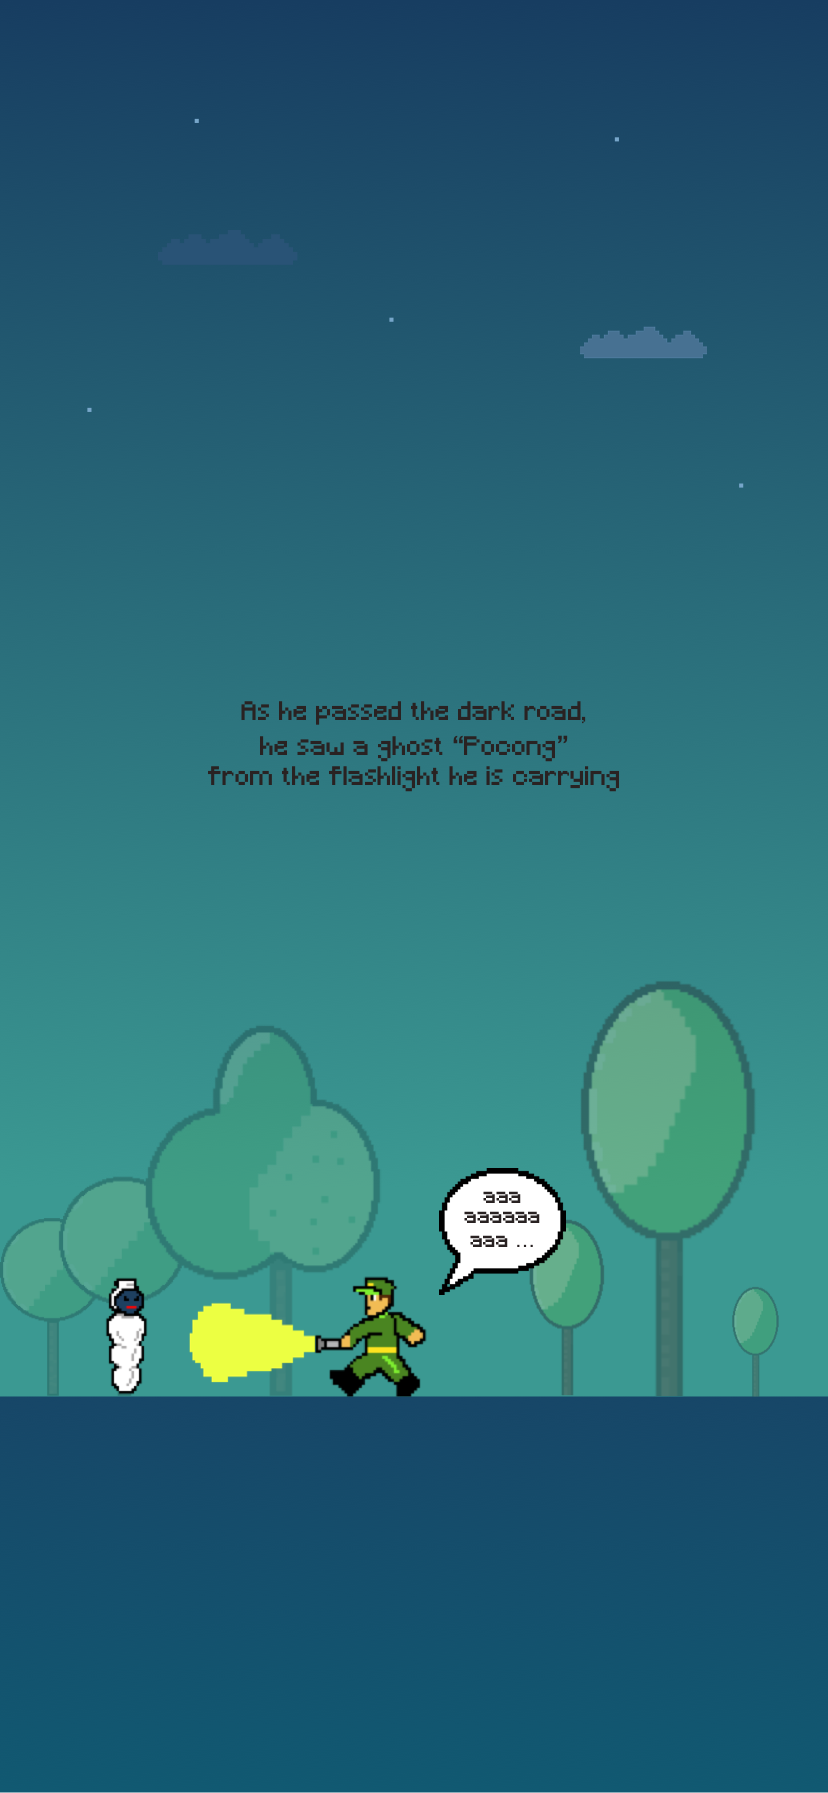 As he passed the dark road,
he saw a ghost “Pocong”
from the flashlight he is carrying
aaa
aaaaaa
aaa ...